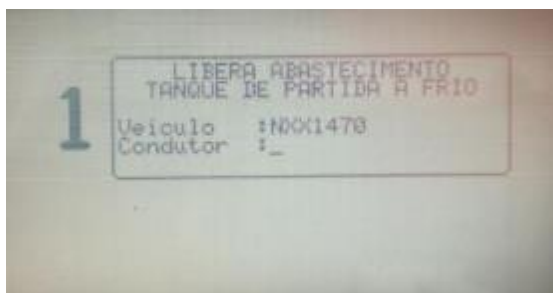 1
LIBERA ABASTECIMENTO
TANQUE DE PARTIDA A FRIO
Veiculo :NXX1470
Condutor :_